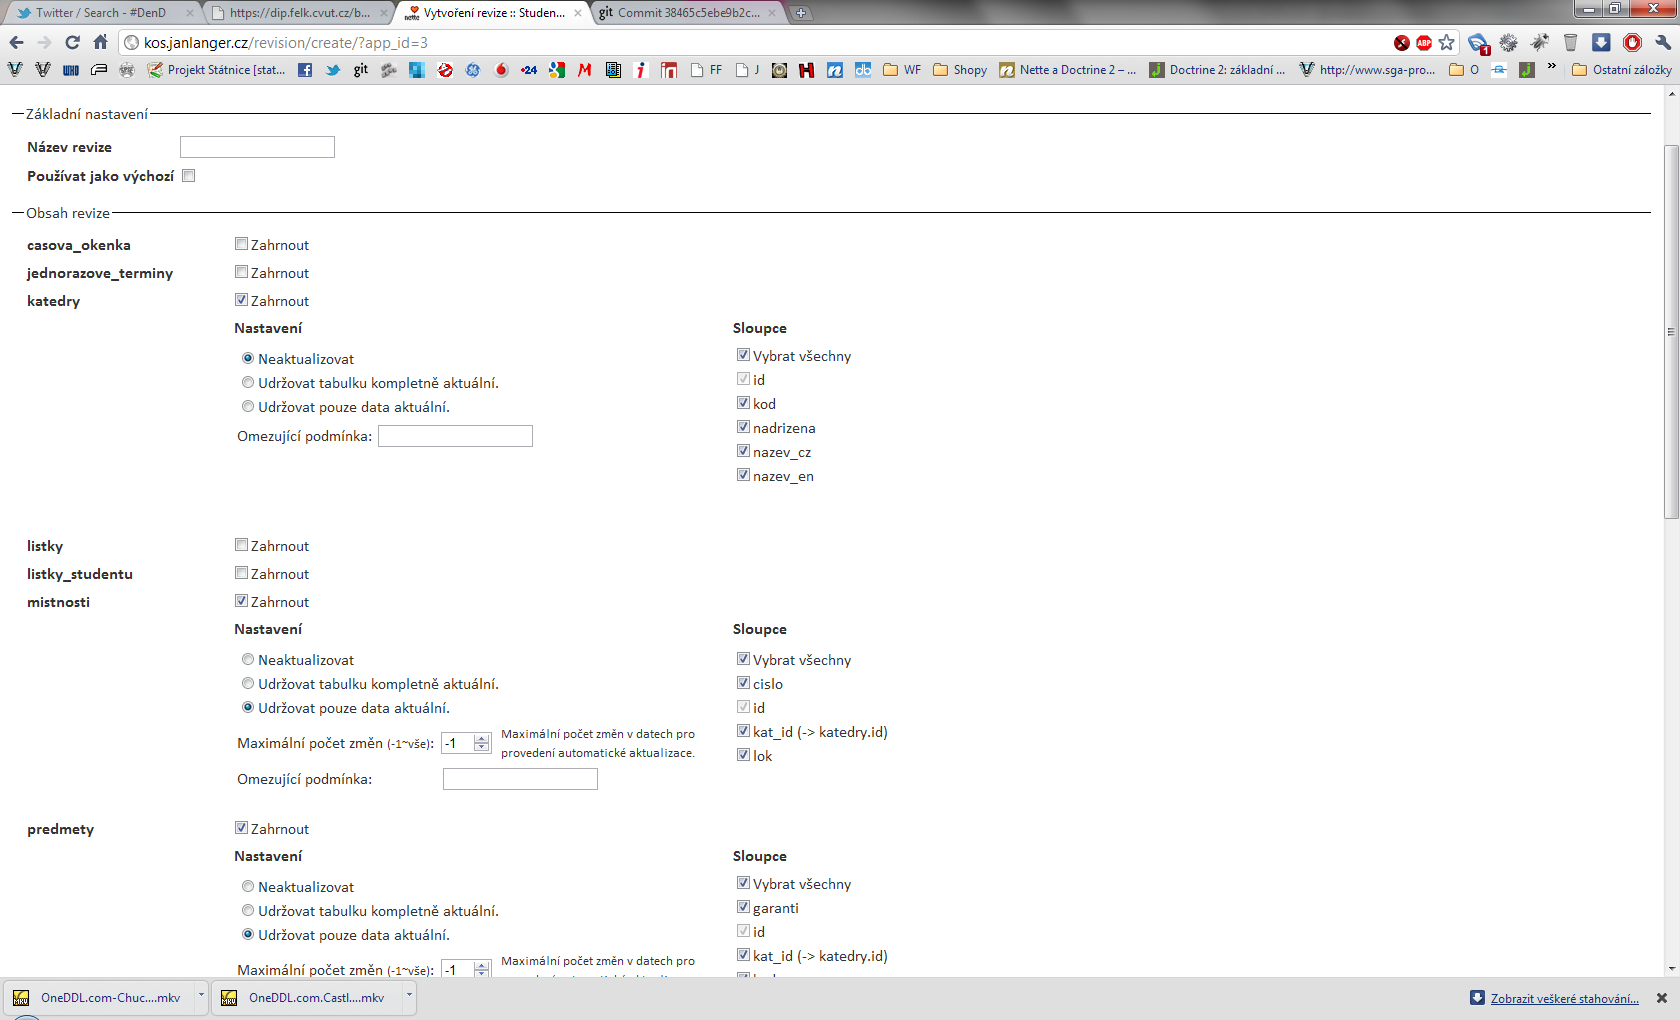 Twitter / Search - #DenD
https://dip.felk.cvut.cz/b...
Vytvoření revize :: Studen...
git Commit 38465c5ebe9b2c...
kos.janlanger.cz/revision/create/?app_id=3
Projekt Státnice [stat... git FF J WF Shopy Nette a Doctrine 2 – ... Doctrine 2: základní ... http://www.sga-pro... O » Ostatní záložky
Základní nastavení
Název revize
Používat jako výchozí
Obsah revize
casova_okenka Zahrnout
jednorazove_terminy Zahrnout
katedry Zahrnout
Nastavení Sloupce
Neaktualizovat Vybrat všechny
Udržovat tabulku kompletně aktuální. id
Udržovat pouze data aktuální. kod
Omezující podmínka: nadrizena
nazev_cz
nazev_en
listky Zahrnout
listky_studentu Zahrnout
mistnosti Zahrnout
Nastavení Sloupce
Neaktualizovat Vybrat všechny
Udržovat tabulku kompletně aktuální. cislo
Udržovat pouze data aktuální. id
Maximální počet změn (-1~vše): -1 Maximální počet změn v datech pro kat_id (-> katedry.id)
provedení automatické aktualizace. lok
Omezující podmínka:
predmety Zahrnout
Nastavení Sloupce
Neaktualizovat Vybrat všechny
Udržovat tabulku kompletně aktuální. garanti
Udržovat pouze data aktuální. id
Maximální počet změn (-1~vše): -1 Maximální počet změn v datech pro kat_id (-> katedry.id)
OneDDL.com-Chuc....mkv OneDDL.com.Castl....mkv Zobrazit veškeré stahování...